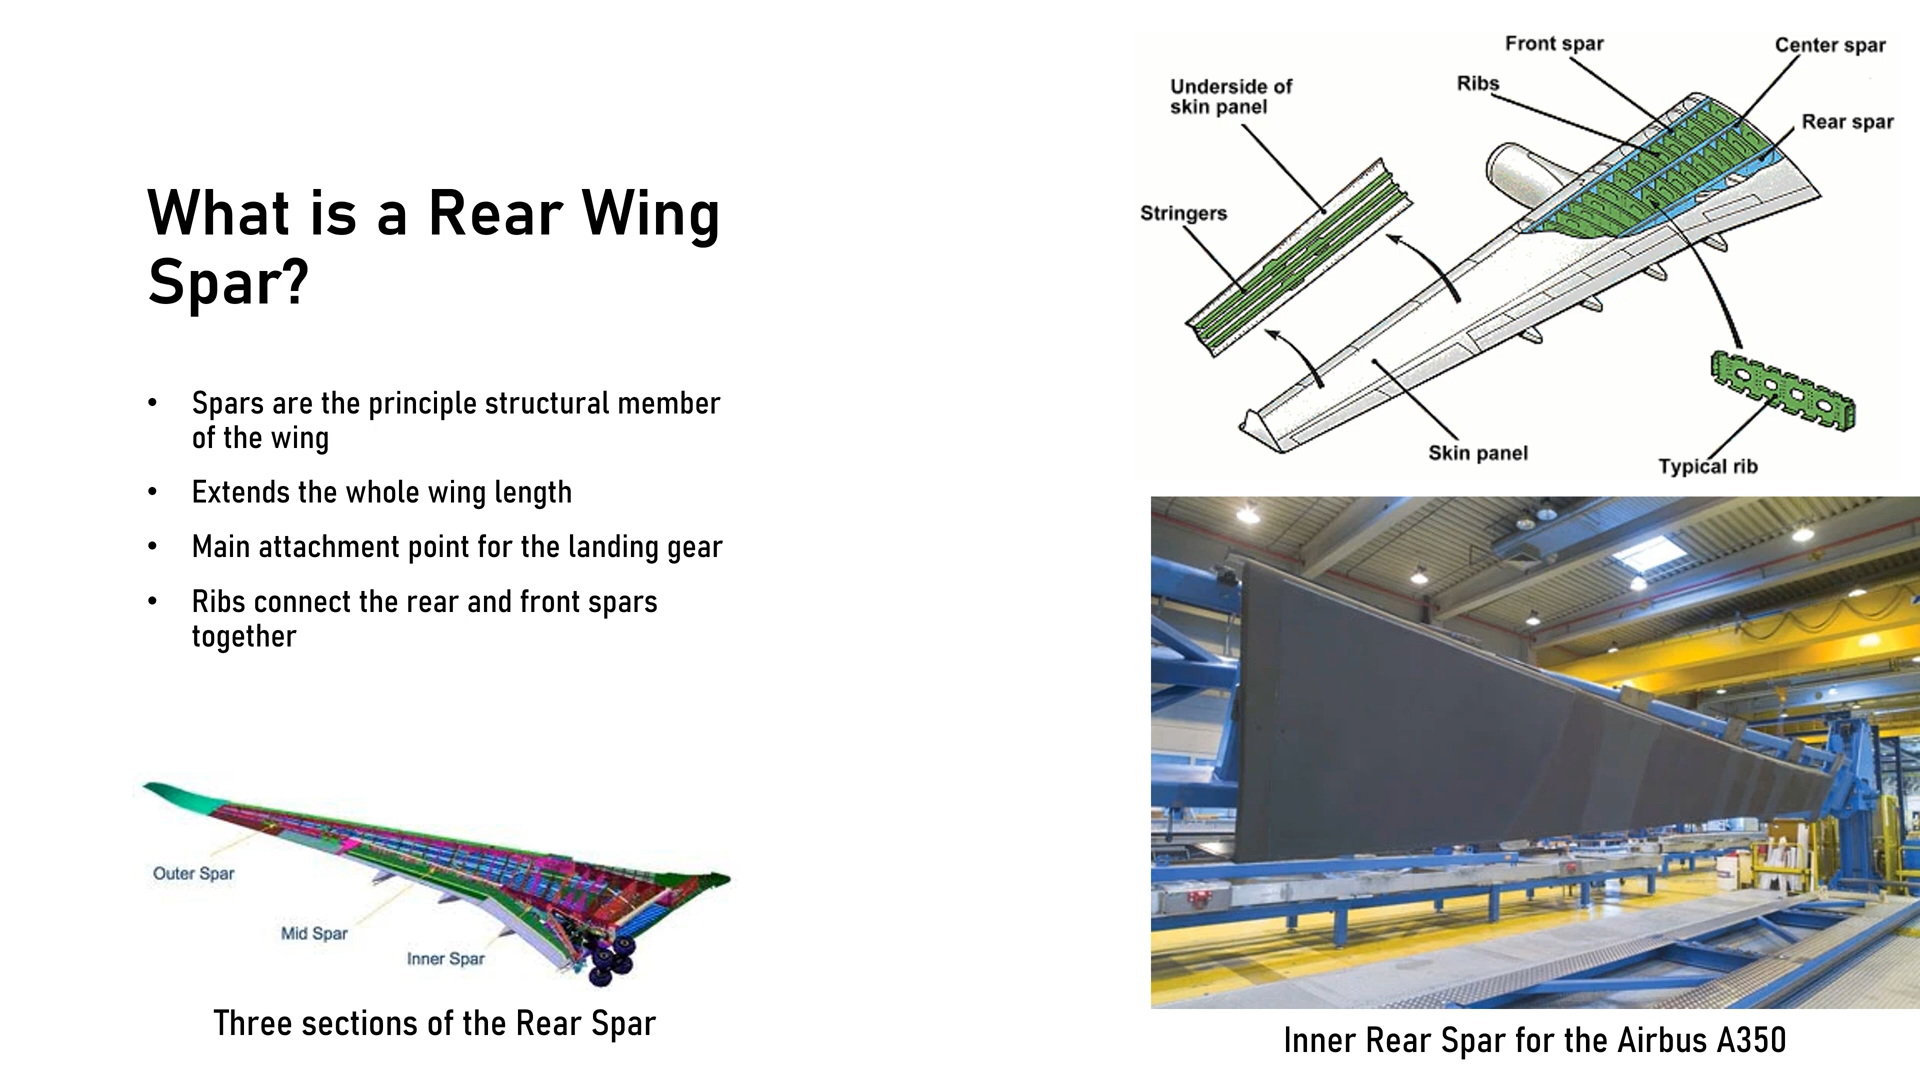 What is a Rear Wing
Spar?
• Spars are the principle structural member
of the wing
• Extends the whole wing length
• Main attachment point for the landing gear
• Ribs connect the rear and front spars
together
Outer Spar
Mid Spar
Inner Spar
Three sections of the Rear Spar
Front spar
Center spar
Ribs
Underside of
skin panel
Rear spar
Stringers
Skin panel
Typical rib
Inner Rear Spar for the Airbus A350